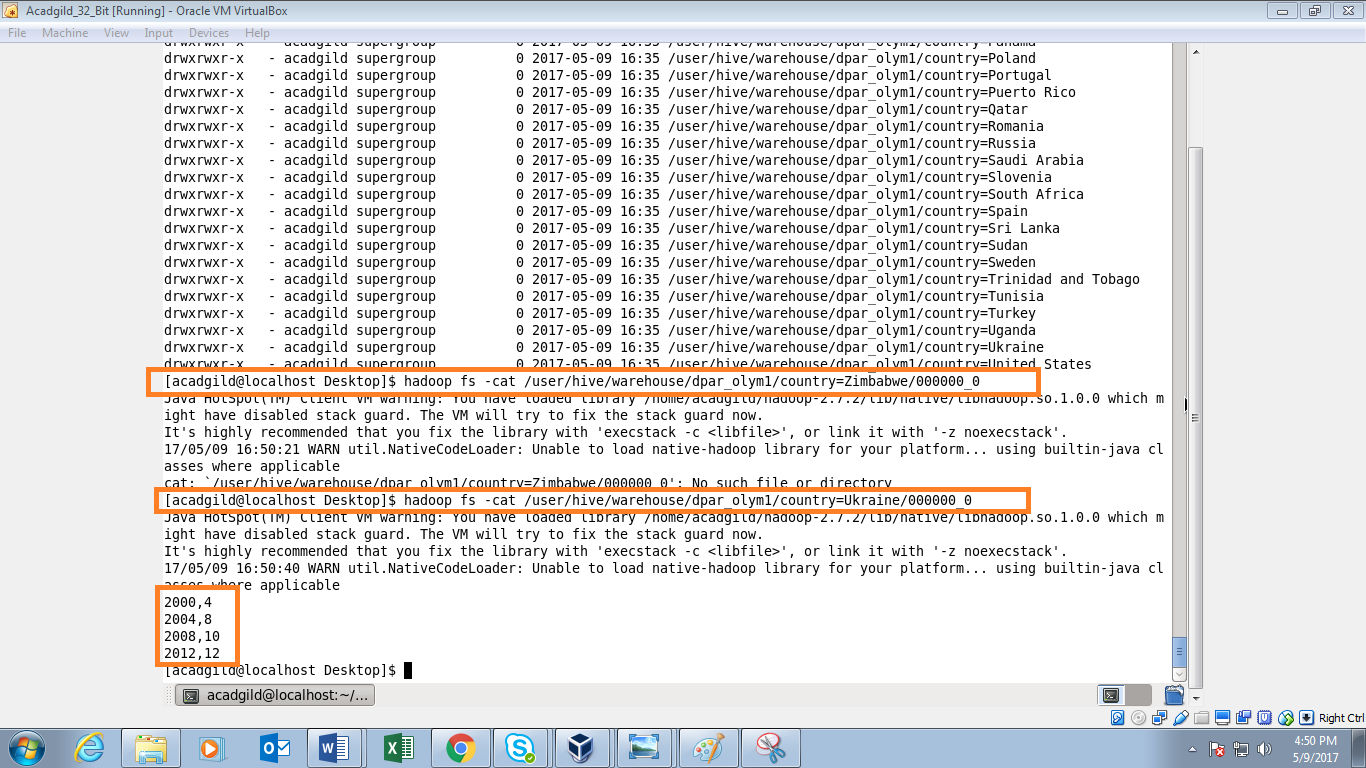 Acadgild_32_Bit [Running] - Oracle VM VirtualBox
File Machine View Input Devices Help
drwxrwxr-x - acadgild supergroup 0 2017-05-09 16:35 /user/hive/warehouse/dpar_olym1/country=Panama
drwxrwxr-x - acadgild supergroup 0 2017-05-09 16:35 /user/hive/warehouse/dpar_olym1/country=Poland
drwxrwxr-x - acadgild supergroup 0 2017-05-09 16:35 /user/hive/warehouse/dpar_olym1/country=Portugal
drwxrwxr-x - acadgild supergroup 0 2017-05-09 16:35 /user/hive/warehouse/dpar_olym1/country=Puerto Rico
drwxrwxr-x - acadgild supergroup 0 2017-05-09 16:35 /user/hive/warehouse/dpar_olym1/country=Qatar
drwxrwxr-x - acadgild supergroup 0 2017-05-09 16:35 /user/hive/warehouse/dpar_olym1/country=Romania
drwxrwxr-x - acadgild supergroup 0 2017-05-09 16:35 /user/hive/warehouse/dpar_olym1/country=Russia
drwxrwxr-x - acadgild supergroup 0 2017-05-09 16:35 /user/hive/warehouse/dpar_olym1/country=Saudi Arabia
drwxrwxr-x - acadgild supergroup 0 2017-05-09 16:35 /user/hive/warehouse/dpar_olym1/country=Slovenia
drwxrwxr-x - acadgild supergroup 0 2017-05-09 16:35 /user/hive/warehouse/dpar_olym1/country=South Africa
drwxrwxr-x - acadgild supergroup 0 2017-05-09 16:35 /user/hive/warehouse/dpar_olym1/country=Spain
drwxrwxr-x - acadgild supergroup 0 2017-05-09 16:35 /user/hive/warehouse/dpar_olym1/country=Sri Lanka
drwxrwxr-x - acadgild supergroup 0 2017-05-09 16:35 /user/hive/warehouse/dpar_olym1/country=Sudan
drwxrwxr-x - acadgild supergroup 0 2017-05-09 16:35 /user/hive/warehouse/dpar_olym1/country=Sweden
drwxrwxr-x - acadgild supergroup 0 2017-05-09 16:35 /user/hive/warehouse/dpar_olym1/country=Trinidad and Tobago
drwxrwxr-x - acadgild supergroup 0 2017-05-09 16:35 /user/hive/warehouse/dpar_olym1/country=Tunisia
drwxrwxr-x - acadgild supergroup 0 2017-05-09 16:35 /user/hive/warehouse/dpar_olym1/country=Turkey
drwxrwxr-x - acadgild supergroup 0 2017-05-09 16:35 /user/hive/warehouse/dpar_olym1/country=Uganda
drwxrwxr-x - acadgild supergroup 0 2017-05-09 16:35 /user/hive/warehouse/dpar_olym1/country=Ukraine
drwxrwxr-x - acadgild supergroup 0 2017-05-09 16:35 /user/hive/warehouse/dpar_olym1/country=United States
[acadgild@localhost Desktop]$ hadoop fs -cat /user/hive/warehouse/dpar_olym1/country=Zimbabwe/000000_0
Java HotSpot(TM) Client VM warning: You have loaded library /home/acadgild/hadoop-2.7.2/lib/native/libhadoop.so.1.0.0 which m
ight have disabled stack guard. The VM will try to fix the stack guard now.
It's highly recommended that you fix the library with 'execstack -c <libfile>', or link it with '-z noexecstack'.
17/05/09 16:50:21 WARN util.NativeCodeLoader: Unable to load native-hadoop library for your platform... using builtin-java cl
asses where applicable
cat: `/user/hive/warehouse/dpar_olym1/country=Zimbabwe/000000_0': No such file or directory
[acadgild@localhost Desktop]$ hadoop fs -cat /user/hive/warehouse/dpar_olym1/country=Ukraine/000000_0
Java HotSpot(TM) Client VM warning: You have loaded library /home/acadgild/hadoop-2.7.2/lib/native/libhadoop.so.1.0.0 which m
ight have disabled stack guard. The VM will try to fix the stack guard now.
It's highly recommended that you fix the library with 'execstack -c <libfile>', or link it with '-z noexecstack'.
17/05/09 16:50:40 WARN util.NativeCodeLoader: Unable to load native-hadoop library for your platform... using builtin-java cl
asses where applicable
2000,4
2004,8
2008,10
2012,12
[acadgild@localhost Desktop]$
acadgild@localhost:~/...
Right Ctrl
4:50 PM
5/9/2017